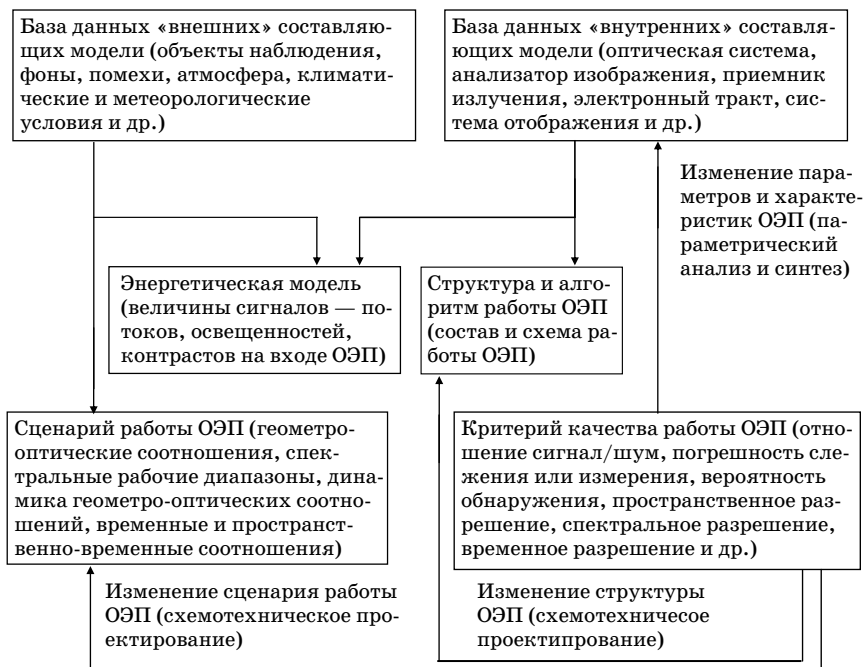 База данных «внешних» составляю-
щих модели (объекты наблюдения,
фоны, помехи, атмосфера, климати-
ческие и метеорологические
условия и др.)
База данных «внутренних» составля-
ющих модели (оптическая система,
анализатор изображения, приемник
излучения, электронный тракт, сис-
тема отображения и др.)
Изменение пара-
метров и характе-
ристик ОЭП (па-
раметрический
анализ и синтез)
Энергетическая модель
(величины сигналов — по-
токов, освещенностей,
контрастов на входе ОЭП)
Структура и алго-
ритм работы ОЭП
(состав и схема ра-
боты ОЭП)
Сценарий работы ОЭП (геометро-
оптические соотношения, спек-
тральные рабочие диапазоны, дина-
мика геометро-оптических соотно-
шений, временные и пространст-
венно-временные соотношения)
Критерий качества работы ОЭП (отно-
шение сигнал/шум, погрешность сле-
жения или измерения, вероятность
обнаружения, пространственное раз-
решение, спектральное разрешение,
временное разрешение и др.)
Изменение сценария работы
ОЭП (схемотехническое про-
ектирование)
Изменение структуры
ОЭП (схемотехничесое
проектипрование)